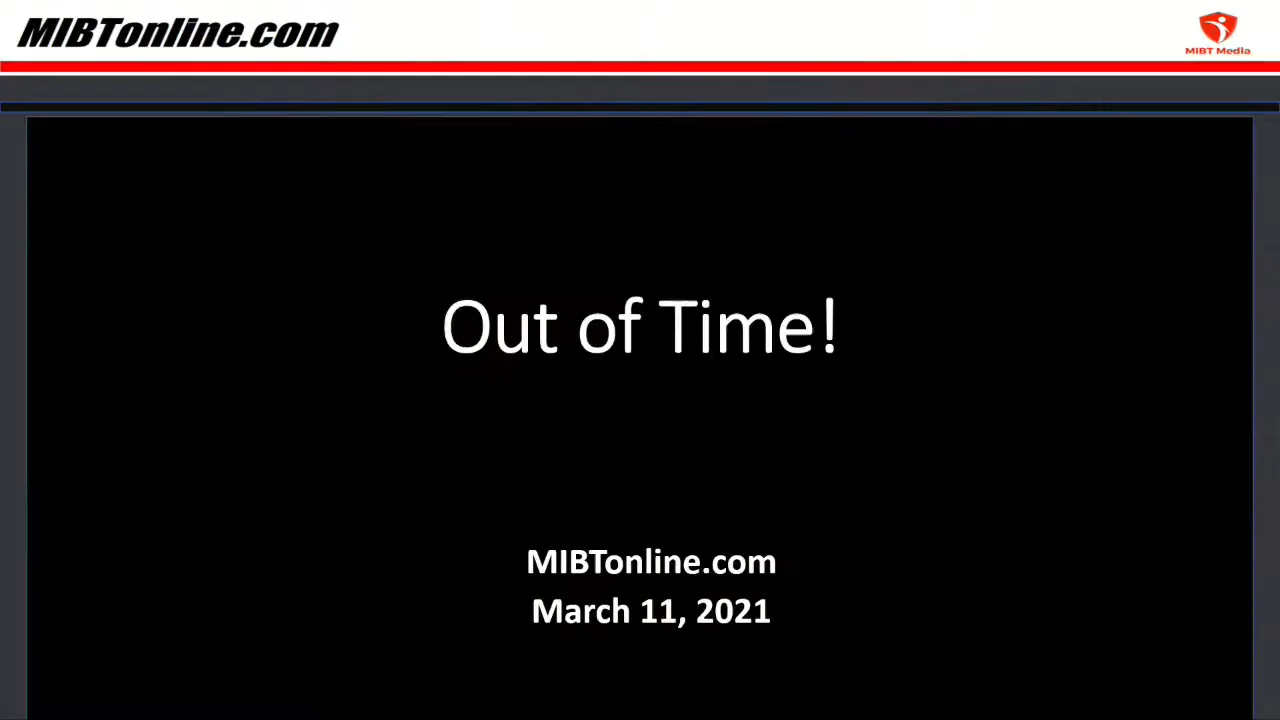 MIBTonline.com
MIBT Media
Out of Time!
MIBTonline.com
March 11, 2021